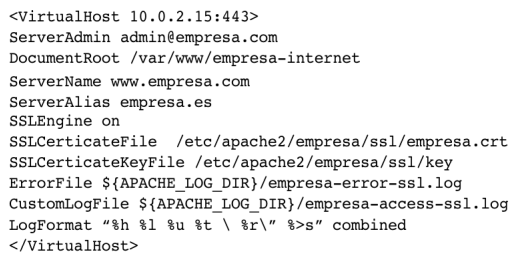 <VirtualHost 10.0.2.15:443>
ServerAdmin admin@empresa.com
DocumentRoot /var/www/empresa-internet
ServerName www.empresa.com
ServerAlias empresa.es
SSLEngine on
SSLCerticateFile /etc/apache2/empresa/ssl/empresa.crt
SSLCerticateKeyFile /etc/apache2/empresa/ssl/key
ErrorFile ${APACHE_LOG_DIR}/empresa-error-ssl.log
CustomLogFile ${APACHE_LOG_DIR}/empresa-access-ssl.log
LogFormat “%h %l %u %t \ %r\” %>s” combined
</VirtualHost>